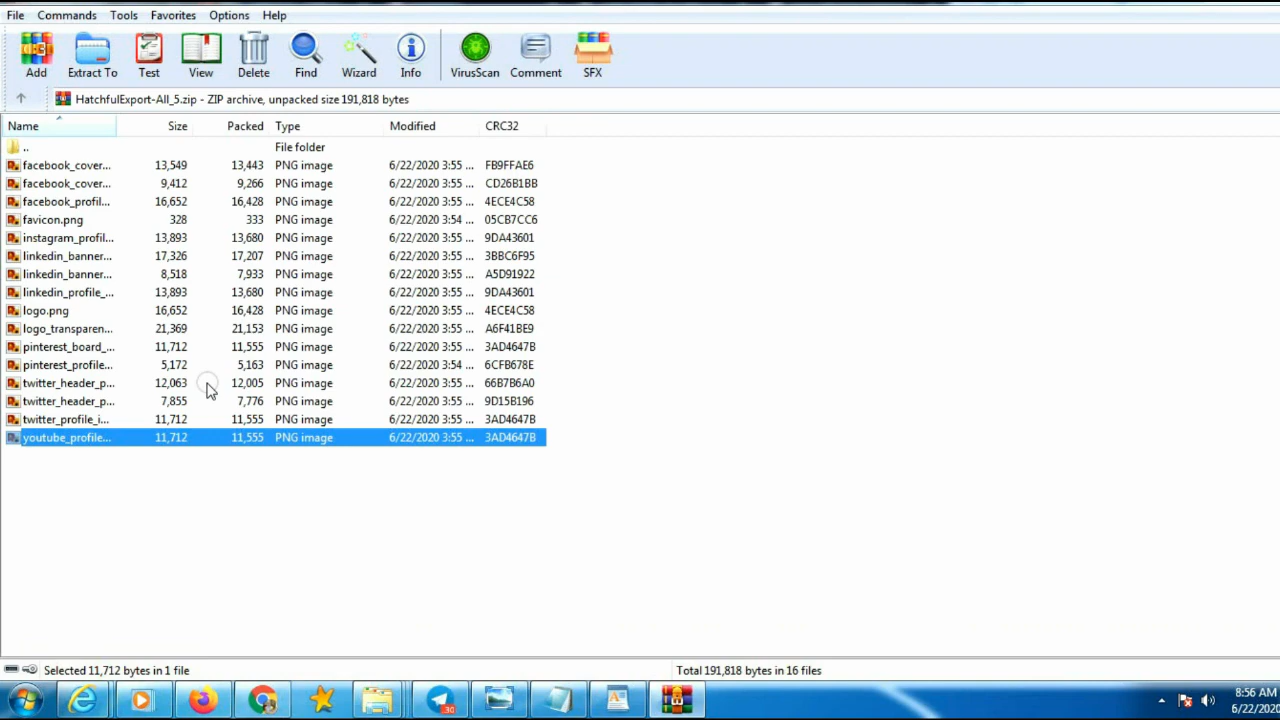 File Commands Tools Favorites Options Help
Add Extract To Test View Delete Find Wizard Info VirusScan Comment SFX
HatchfulExport-All_5.zip - ZIP archive, unpacked size 191,818 bytes
Name Size Packed Type Modified CRC32
.. File folder
facebook_cover... 13,549 13,443 PNG image 6/22/2020 3:55 ... FB9FFAE6
facebook_cover... 9,412 9,266 PNG image 6/22/2020 3:55 ... CD26B1BB
facebook_profil... 16,652 16,428 PNG image 6/22/2020 3:55 ... 4ECE4C58
favicon.png 328 333 PNG image 6/22/2020 3:54 ... 05CB7CC6
instagram_profil... 13,893 13,680 PNG image 6/22/2020 3:55 ... 9DA43601
linkedin_banner... 17,326 17,207 PNG image 6/22/2020 3:55 ... 3BBC6F95
linkedin_banner... 8,518 7,933 PNG image 6/22/2020 3:55 ... A5D91922
linkedin_profile_... 13,893 13,680 PNG image 6/22/2020 3:55 ... 9DA43601
logo.png 16,652 16,428 PNG image 6/22/2020 3:55 ... 4ECE4C58
logo_transparen... 21,369 21,153 PNG image 6/22/2020 3:55 ... A6F41BE9
pinterest_board_... 11,712 11,555 PNG image 6/22/2020 3:55 ... 3AD4647B
pinterest_profile... 5,172 5,163 PNG image 6/22/2020 3:54 ... 6CFB678E
twitter_header_p... 12,063 12,005 PNG image 6/22/2020 3:55 ... 66B7B6A0
twitter_header_p... 7,855 7,776 PNG image 6/22/2020 3:55 ... 9D15B196
twitter_profile_i... 11,712 11,555 PNG image 6/22/2020 3:55 ... 3AD4647B
youtube_profile... 11,712 11,555 PNG image 6/22/2020 3:55 ... 3AD4647B
Selected 11,712 bytes in 1 file Total 191,818 bytes in 16 files
30
8:56 AM
6/22/2020